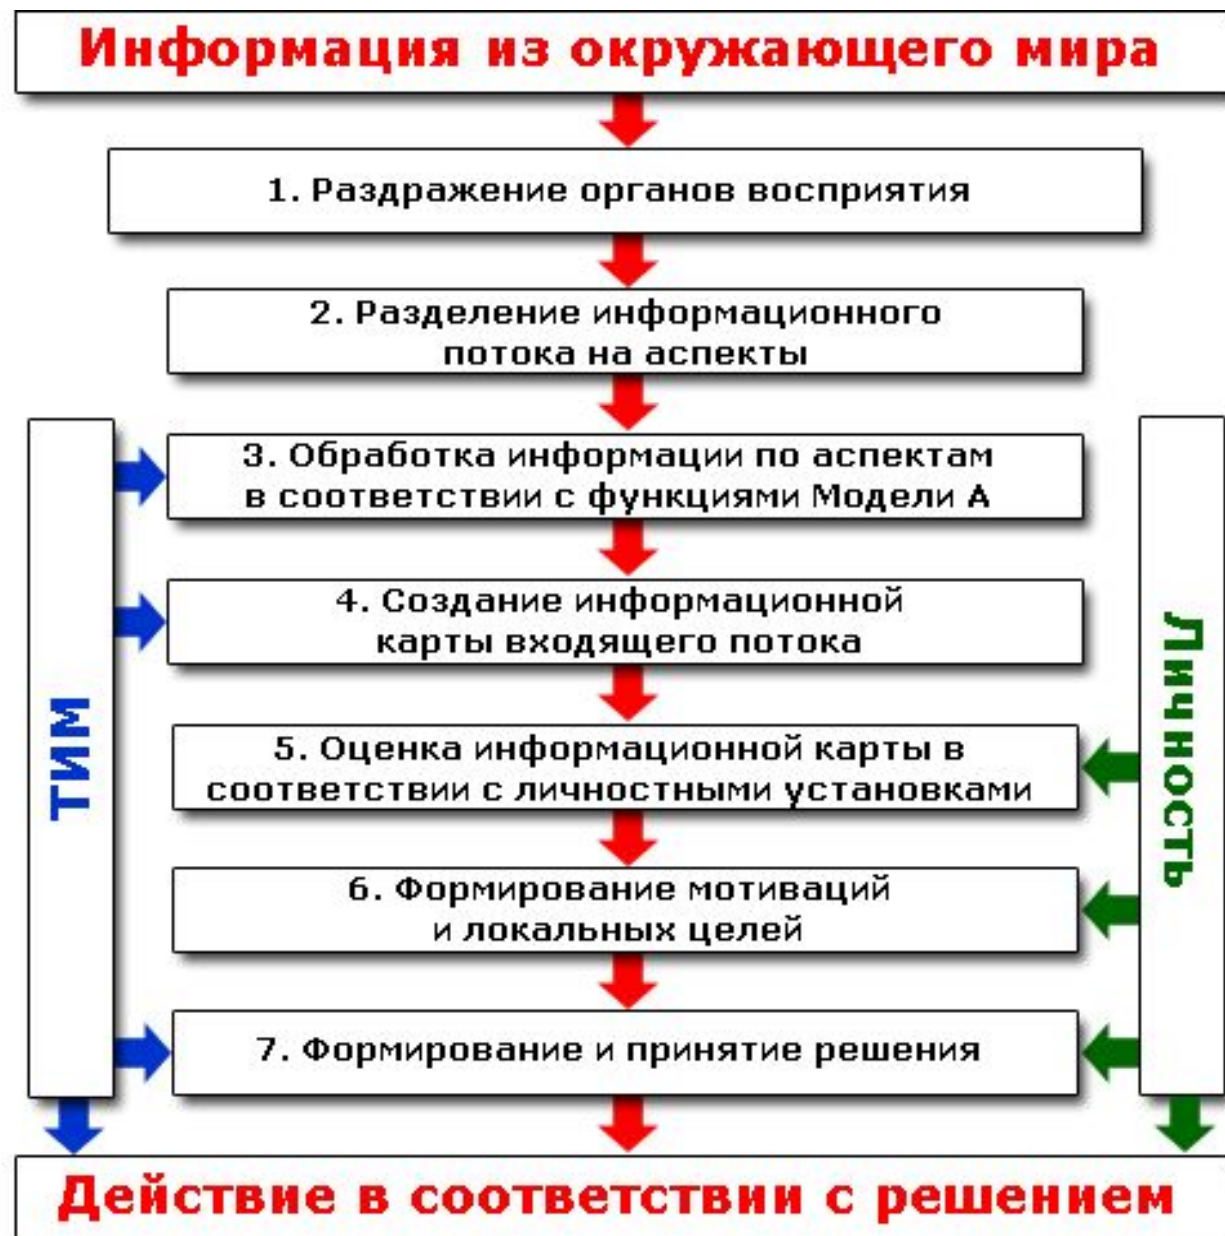 Информация из окружающего мира
1. Раздражение органов восприятия
2. Разделение информационного
потока на аспекты
3. Обработка информации по аспектам
в соответствии с функциями Модели А
4. Создание информационной
карты входящего потока
5. Оценка информационной карты в
соответствии с личностными установками
6. Формирование мотиваций
и локальных целей
7. Формирование и принятие решения
ТИМ
Личность
Действие в соответствии с решением